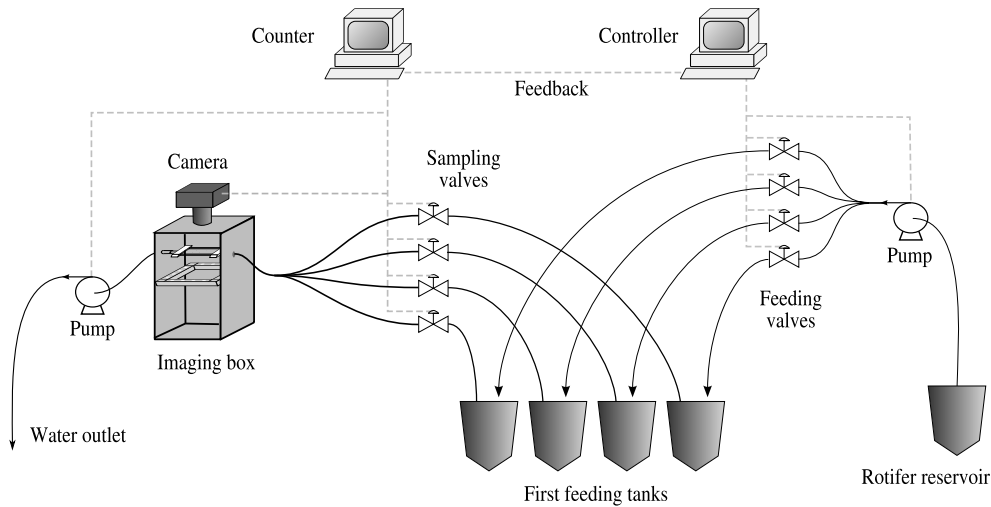 Counter
Controller
Feedback
Camera
Sampling
valves
Pump
Feeding
valves
Pump
Imaging box
Water outlet
First feeding tanks
Rotifer reservoir